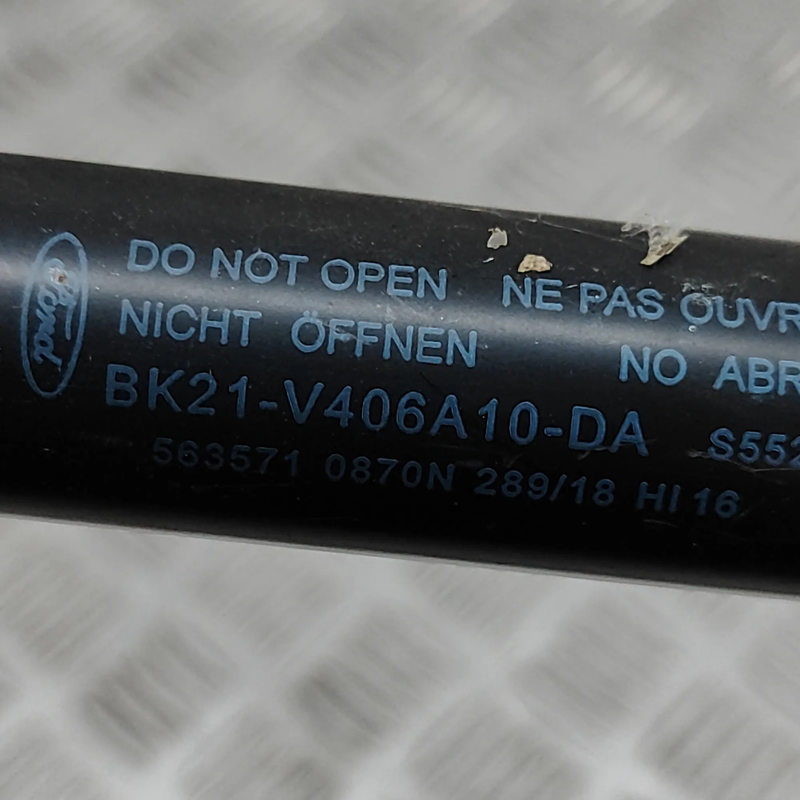 Ford
DO NOT OPEN NE PAS OUVR
NiCHT ÖFFNEN NO ABR
BK21-V406A10-DA S552
563571 0870N 289/18 HI 16